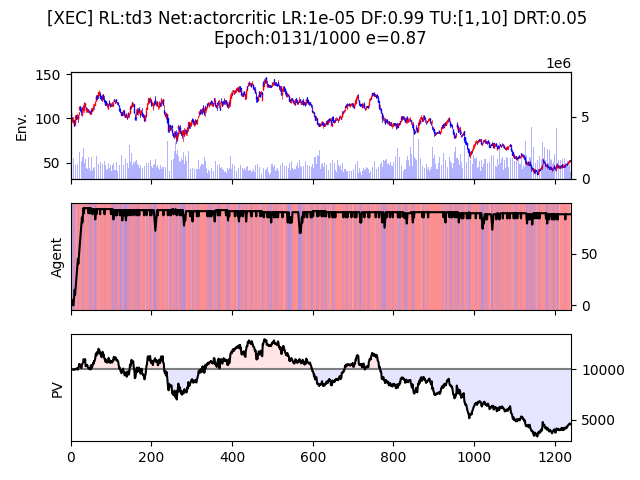 [XEC] RL:td3 Net:actorcritic LR:1e-05 DF:0.99 TU:[1,10] DRT:0.05
Epoch:0131/1000 e=0.87
1e6
150
100
50
Env.
5
0
Agent
50
0
PV
10000
5000
0 200 400 600 800 1000 1200